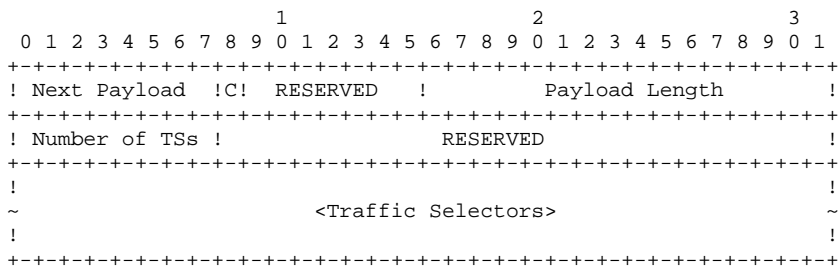 1                   2                   3
 0 1 2 3 4 5 6 7 8 9 0 1 2 3 4 5 6 7 8 9 0 1 2 3 4 5 6 7 8 9 0 1
+-+-+-+-+-+-+-+-+-+-+-+-+-+-+-+-+-+-+-+-+-+-+-+-+-+-+-+-+-+-+-+-+
! Next Payload  !C!  RESERVED   !         Payload Length        !
+-+-+-+-+-+-+-+-+-+-+-+-+-+-+-+-+-+-+-+-+-+-+-+-+-+-+-+-+-+-+-+-+
! Number of TSs !                 RESERVED                      !
+-+-+-+-+-+-+-+-+-+-+-+-+-+-+-+-+-+-+-+-+-+-+-+-+-+-+-+-+-+-+-+-+
!                                                               !
~                       <Traffic Selectors>                     ~
!                                                               !
+-+-+-+-+-+-+-+-+-+-+-+-+-+-+-+-+-+-+-+-+-+-+-+-+-+-+-+-+-+-+-+-+